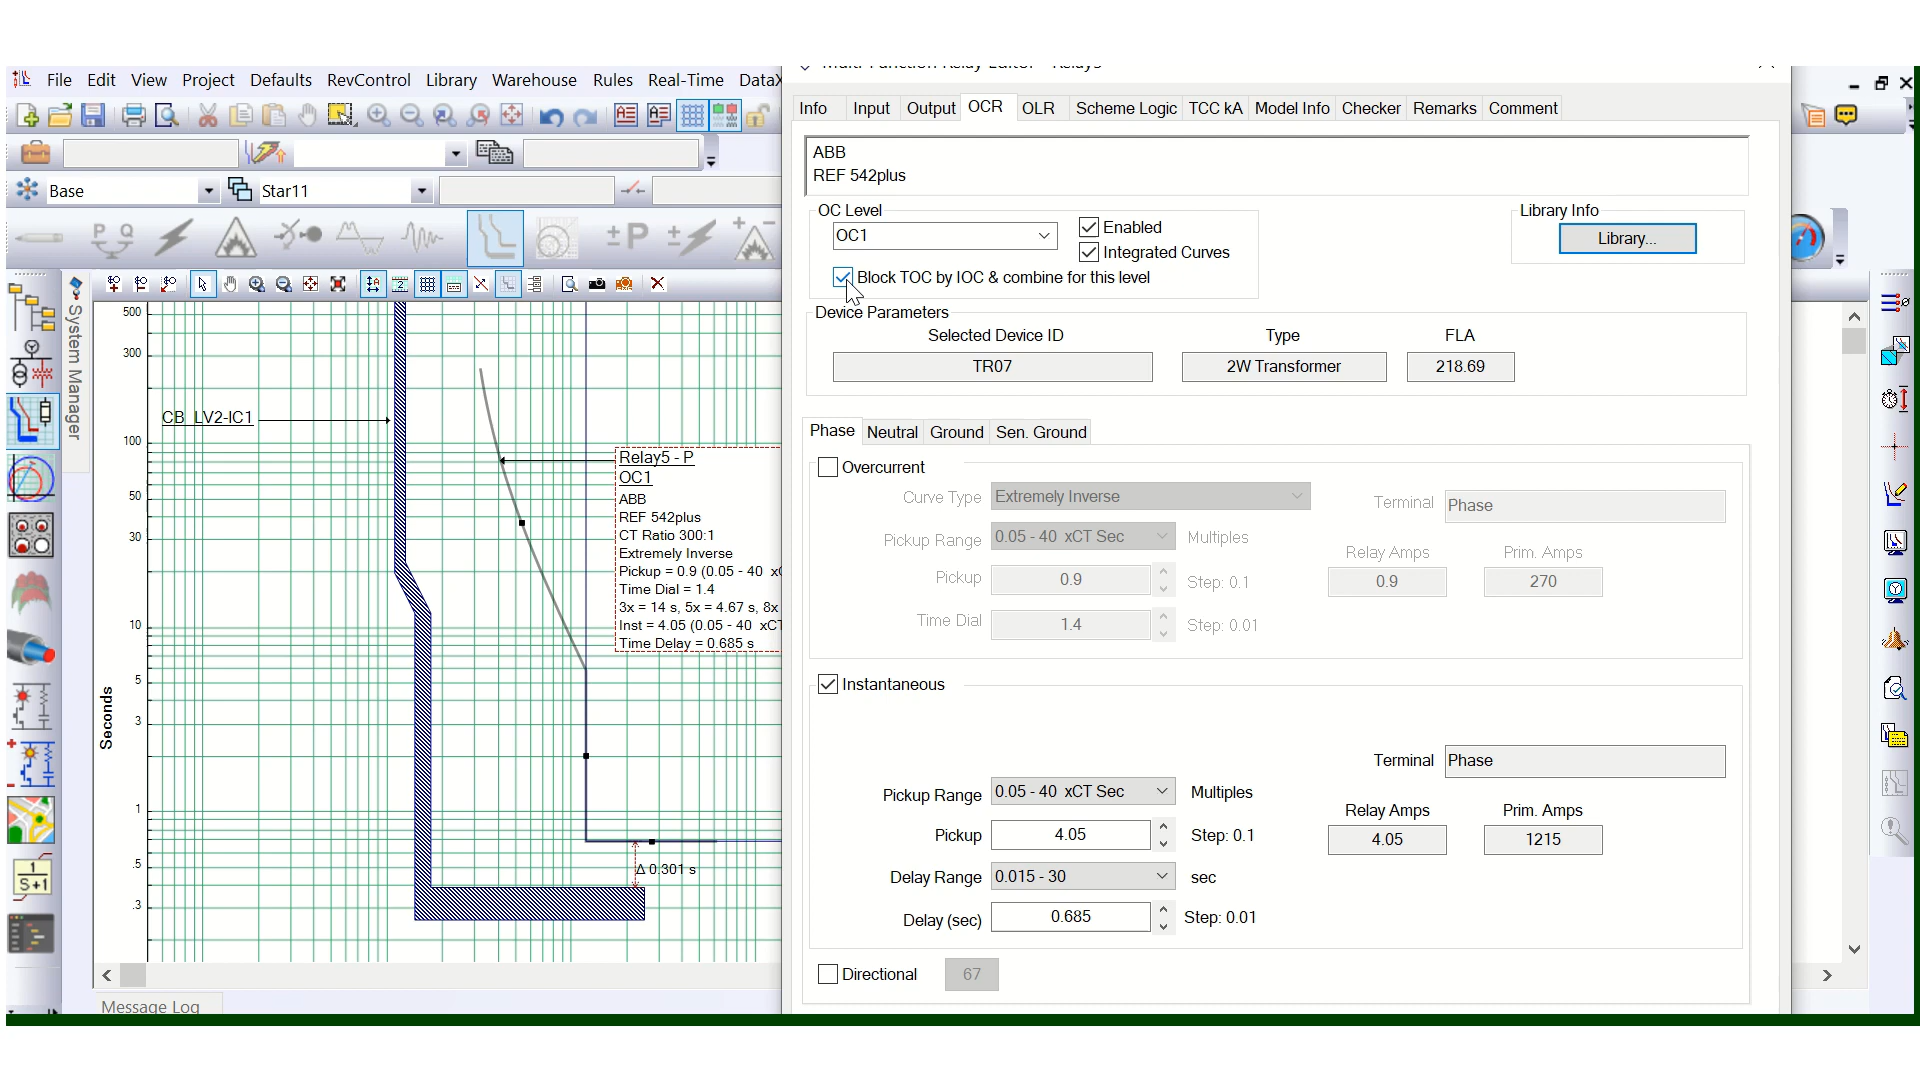 File Edit View Project Defaults RevControl Library Warehouse Rules Real-Time DataX
Info Input Output OCR OLR Scheme Logic TCC kA Model Info Checker Remarks Comment
ABB
REF 542plus
Base
Star11
OC Level
OC1
Enabled
Integrated Curves
Block TOC by IOC & combine for this level
Library Info
Library...
Device Parameters
Selected Device ID Type FLA
TR07 2W Transformer 218.69
Phase Neutral Ground Sen. Ground
Overcurrent
Curve Type Extremely Inverse Terminal Phase
Pickup Range 0.05 - 40 xCT Sec Multiples Relay Amps Prim. Amps
Pickup 0.9 Step: 0.1 0.9 270
Time Dial 1.4 Step: 0.01
Instantaneous
Terminal Phase
Pickup Range 0.05 - 40 xCT Sec Multiples Relay Amps Prim. Amps
Pickup 4.05 Step: 0.1 4.05 1215
Delay Range 0.015 - 30 sec
Delay (sec) 0.685 Step: 0.01
Directional 67
P Q
±P
System Manager
Seconds
500
300
100
50
30
10
5
3
1
.5
.3
CB LV2-IC1
Relay5 - P
OC1
ABB
REF 542plus
CT Ratio 300:1
Extremely Inverse
Pickup = 0.9 (0.05 - 40 xC
Time Dial = 1.4
3x = 14 s, 5x = 4.67 s, 8x
Inst = 4.05 (0.05 - 40 xCT
Time Delay = 0.685 s
Δ 0.301 s
1
S+1
Message Log